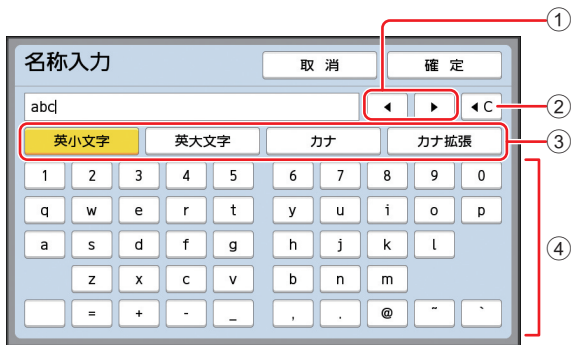 ①
名称入力 取 消 確 定
abc ◀ ▶ ◀C ②
英小文字 英大文字 カナ カナ拡張 ③
1 2 3 4 5 6 7 8 9 0
q w e r t y u i o p
a s d f g h j k l ④
z x c v b n m
= + - _ , . @ ~ `